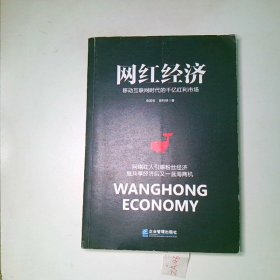 网红经济
移动互联网时代的千亿红利市场
网络红人引爆粉丝经济
继共享经济后又一蓝海商机
WANGHONG
ECONOMY
企业管理出版社